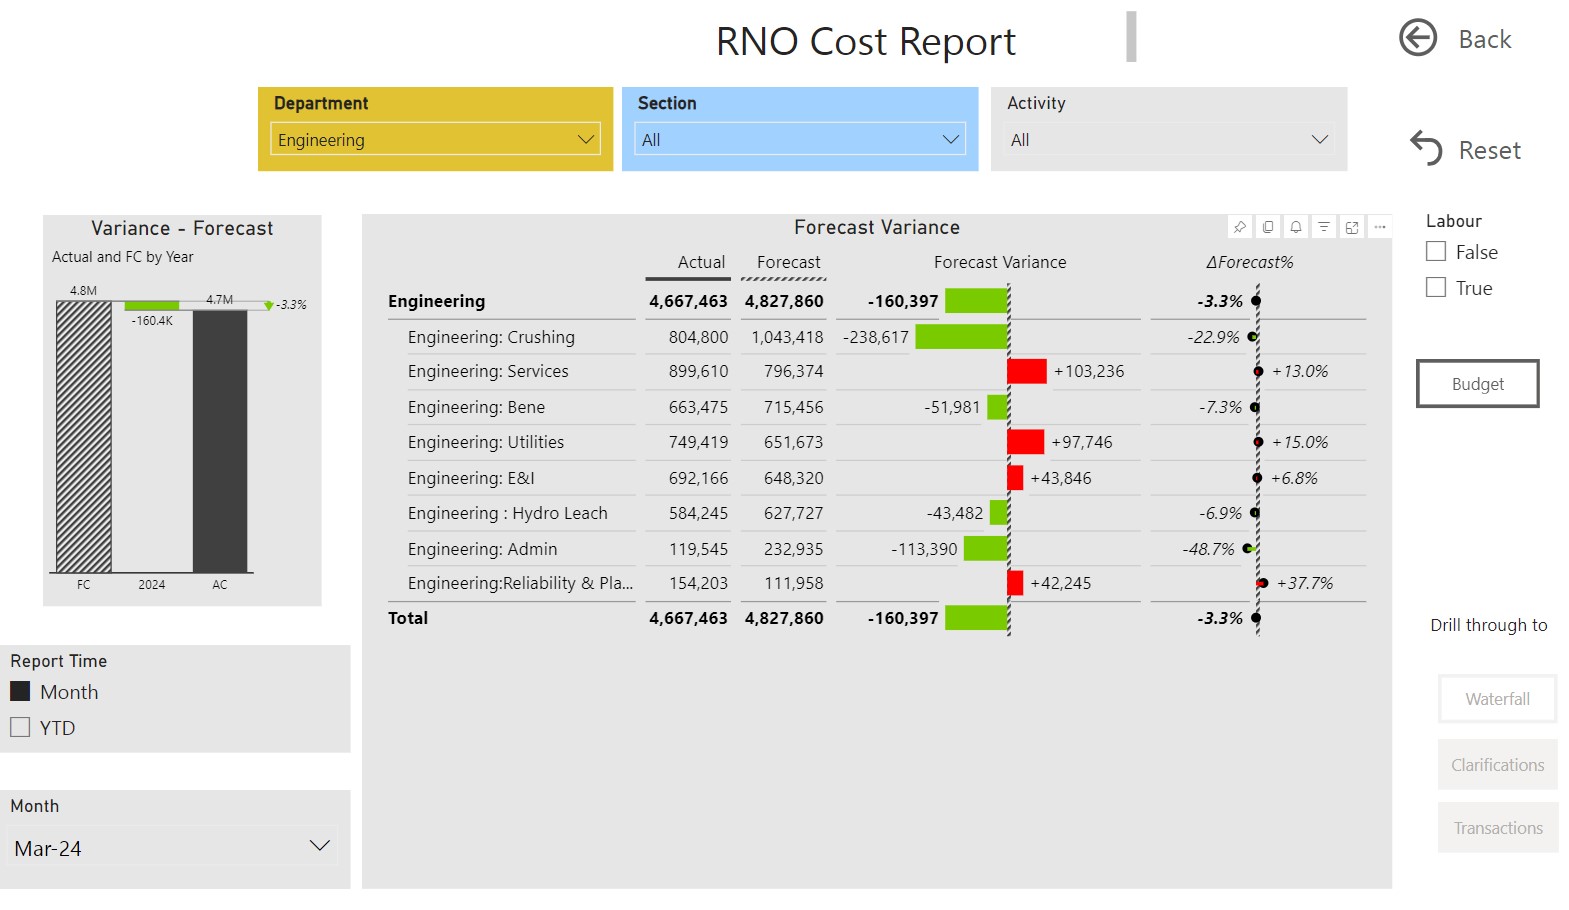 RNO Cost Report
Back
Department
Engineering
Section
All
Activity
All
Reset
Variance - Forecast
Actual and FC by Year
4.8M
4.7M
-3.3%
-160.4K
FC 2024 AC
Forecast Variance
Actual Forecast Forecast Variance ΔForecast%
Engineering 4,667,463 4,827,860 -160,397 -3.3%
Engineering: Crushing 804,800 1,043,418 -238,617 -22.9%
Engineering: Services 899,610 796,374 +103,236 +13.0%
Engineering: Bene 663,475 715,456 -51,981 -7.3%
Engineering: Utilities 749,419 651,673 +97,746 +15.0%
Engineering: E&I 692,166 648,320 +43,846 +6.8%
Engineering : Hydro Leach 584,245 627,727 -43,482 -6.9%
Engineering: Admin 119,545 232,935 -113,390 -48.7%
Engineering:Reliability & Pla... 154,203 111,958 +42,245 +37.7%
Total 4,667,463 4,827,860 -160,397 -3.3%
Labour
False
True
Budget
Drill through to
Waterfall
Clarifications
Transactions
Report Time
Month
YTD
Month
Mar-24